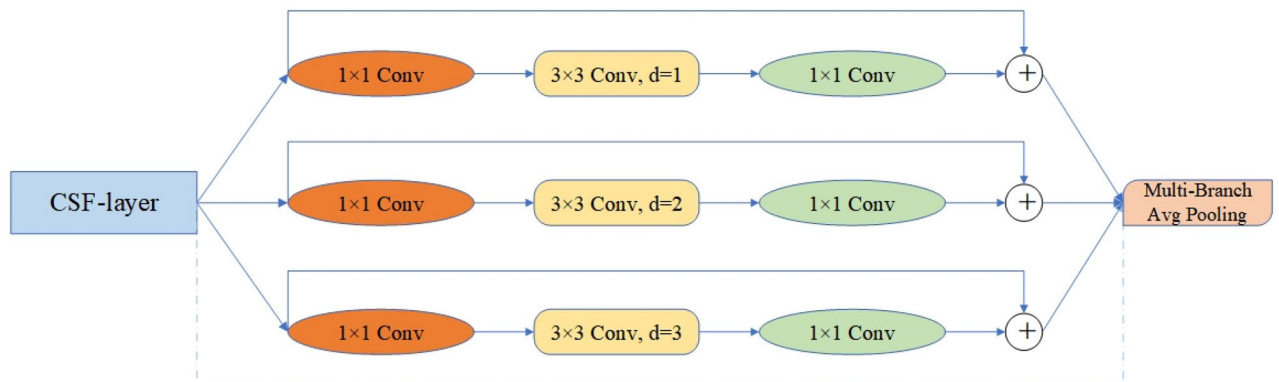 1×1 Conv
3×3 Conv, d=1
1×1 Conv
+
CSF-layer
1×1 Conv
3×3 Conv, d=2
1×1 Conv
+
Multi-Branch
Avg Pooling
1×1 Conv
3×3 Conv, d=3
1×1 Conv
+